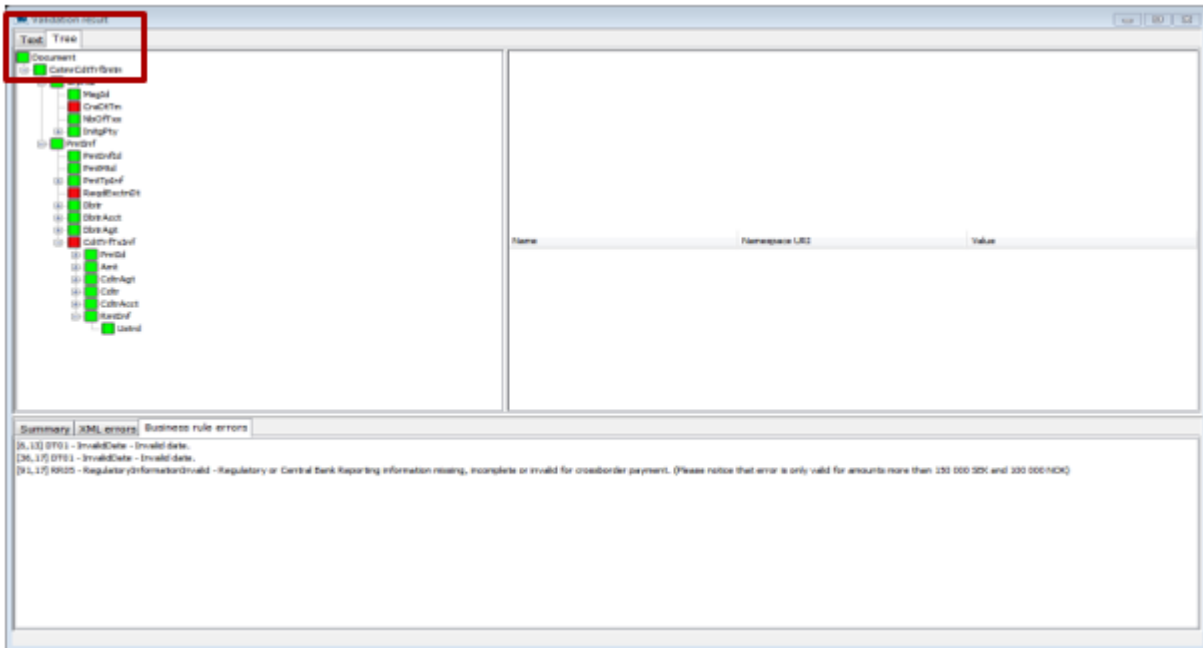 Validation result
Text Tree
Document
CstmrCdtTrfInitn
GrpHdr
MsgId
CreDtTm
NbOfTxs
InitgPty
PmtInf
PmtInfId
PmtMtd
PmtTpInf
ReqdExctnDt
Dbtr
DbtrAcct
DbtrAgt
CdtTrfTxInf
PmtId
Amt
CdtrAgt
Cdtr
CdtrAcct
RmtInf
Ustrd
Name Namespace URI Value
Summary XML errors Business rule errors
[6,13] DT01 - InvalidDate - Invalid date.
[36,17] DT01 - InvalidDate - Invalid date.
[91,17] RR05 - RegulatoryInformationInvalid - Regulatory or Central Bank Reporting information missing, incomplete or invalid for crossborder payment. (Please notice that error is only valid for amounts more than 150 000 SEK and 100 000 NOK)